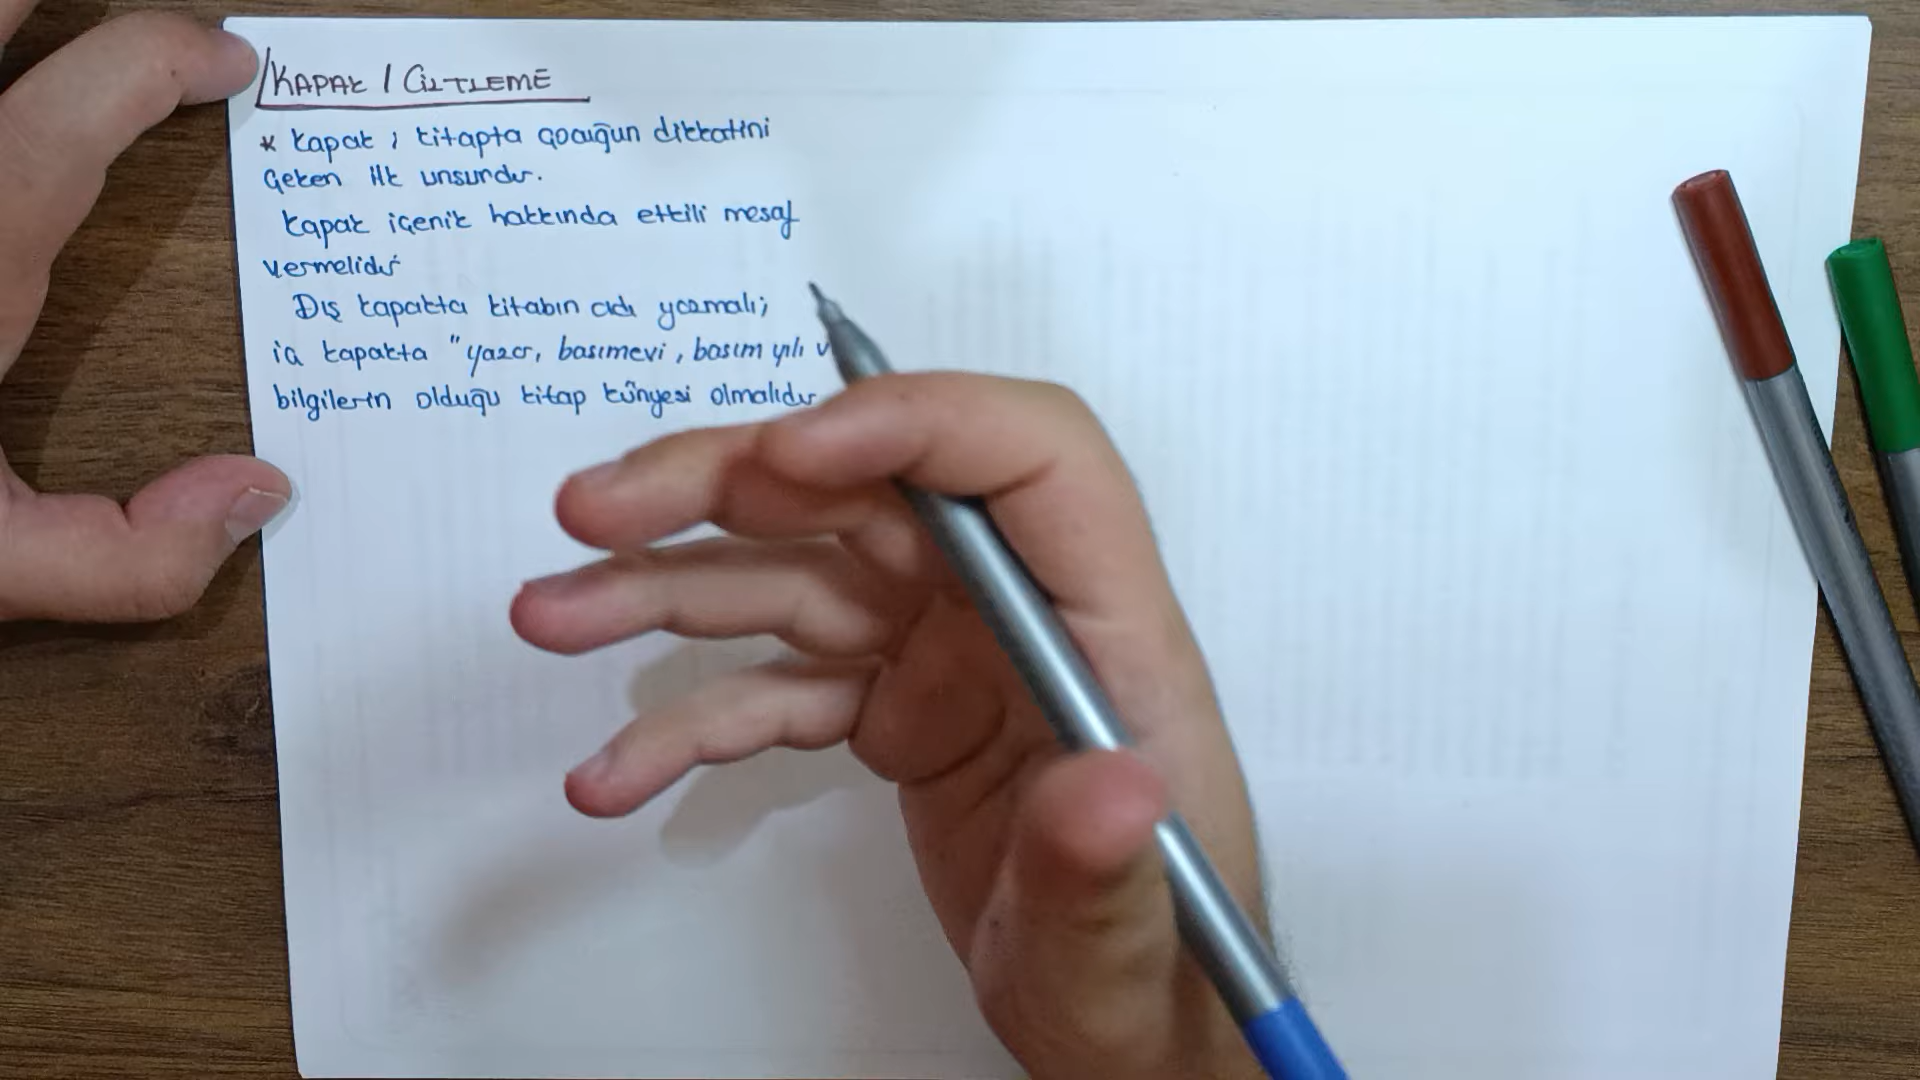 KAPAK / CİLTLEME
* Kapak ; kitapta çocuğun dikkatini
çeken ilk unsurdur.
Kapak içerik hakkında etkili mesaj
vermelidir
Dış kapakta kitabın adı yazmalı;
iç kapakta "yazar, basımevi, basım yılı
bilgilerin olduğu kitap künyesi olmalıdır